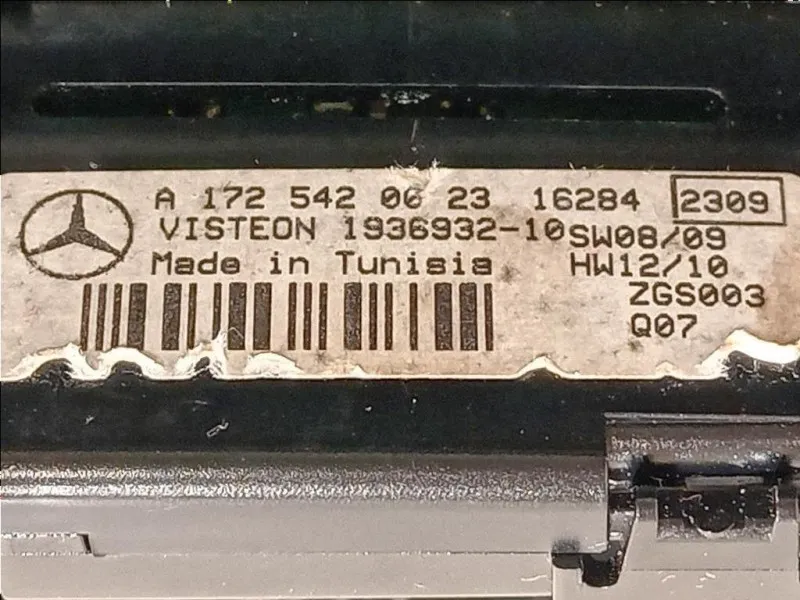 A 172 542 06 23 16284 2309
VISTEON 1936932-10 SW08/09
Made in Tunisia HW12/10
ZGS003
Q07